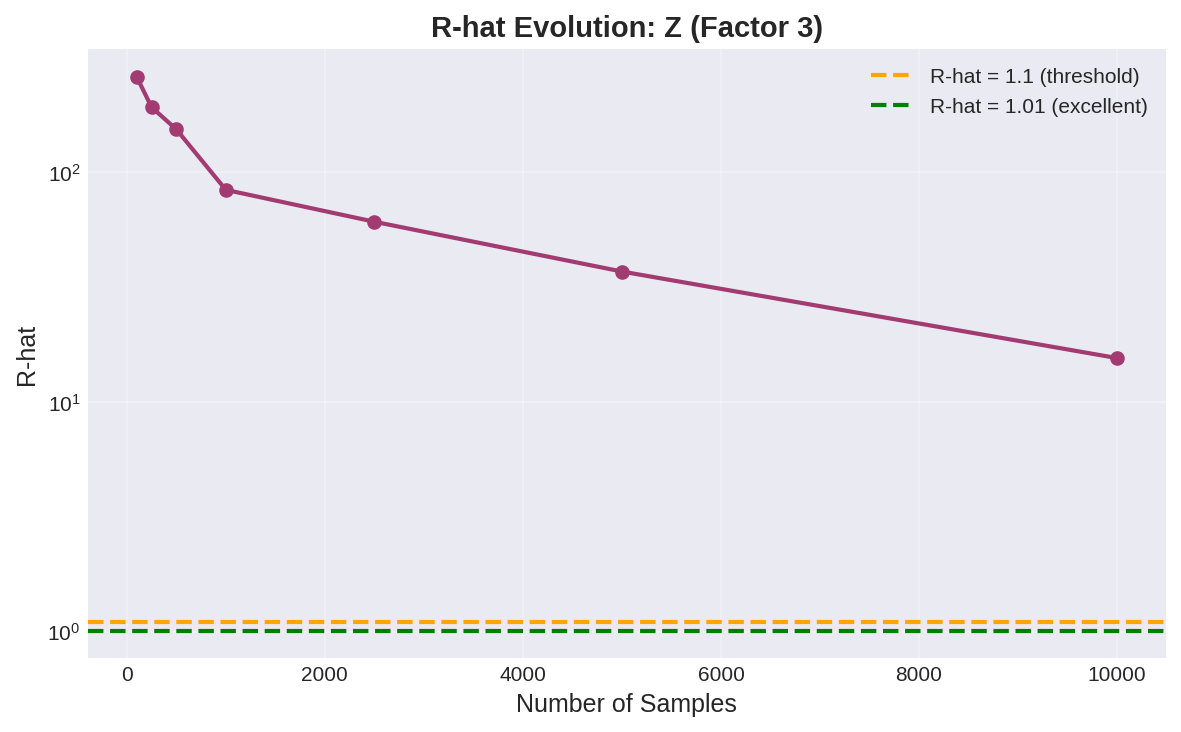 R-hat Evolution: Z (Factor 3)
R-hat = 1.1 (threshold)
R-hat = 1.01 (excellent)
10²
10¹
10⁰
R-hat
0 2000 4000 6000 8000 10000
Number of Samples